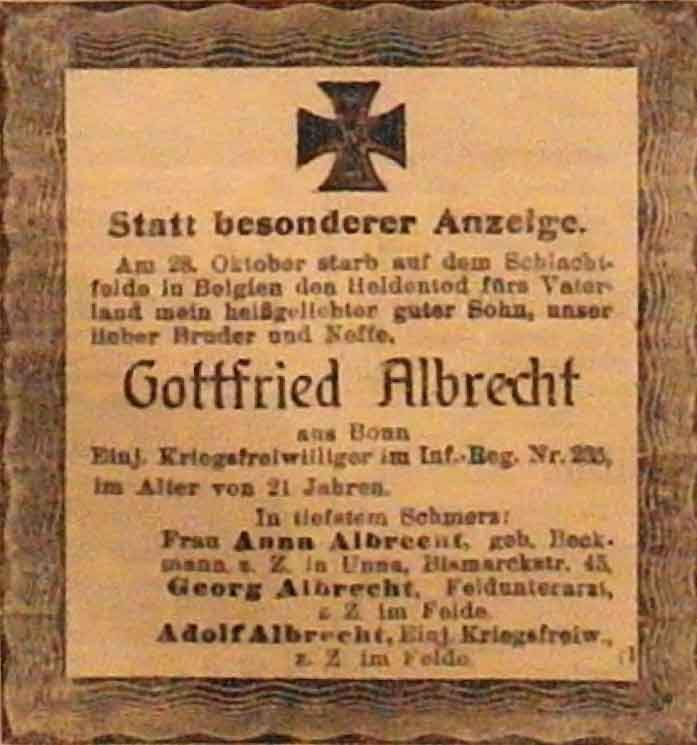 Statt besonderer Anzeige.
Am 28. Oktober starb auf dem Schlacht-
felde in Belgien den Heldentod fürs Vater-
land mein heißgeliebter guter Sohn, unser
lieber Bruder und Neffe,
Gottfried Albrecht
aus Bonn
Einj. Kriegsfreiwilliger im Inf.-Reg. Nr.
im Alter von 21 Jahren.
In tiefstem Schmerz:
Frau Anna Albrecht, geb. Beck-
mann, z. Z. in Unna, Bismarckstr. 45,
Georg Albrecht, Feldunterarzt,
z. Z. im Felde
Adolf Albrecht, Einj. Kriegsfreiw.,
z. Z. im Felde.